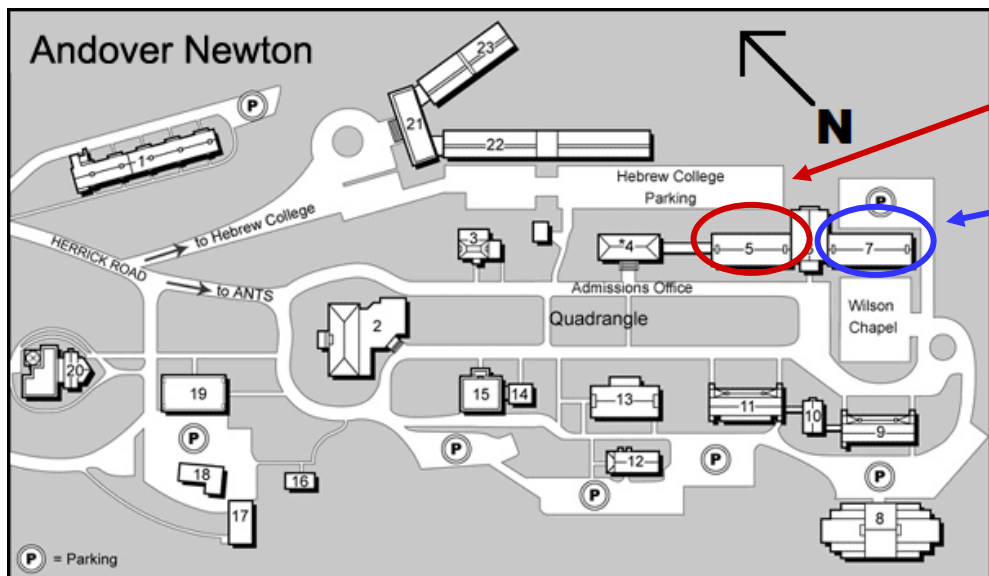 Andover Newton
23
P
21
N
1
22
Hebrew College
Parking
P
to Hebrew College
HERRICK ROAD
3
*4
5
7
to ANTS
Admissions Office
Quadrangle
Wilson
Chapel
2
20
19
15
14
13
11
10
9
P
P
P
12
P
P
18
16
17
8
P = Parking